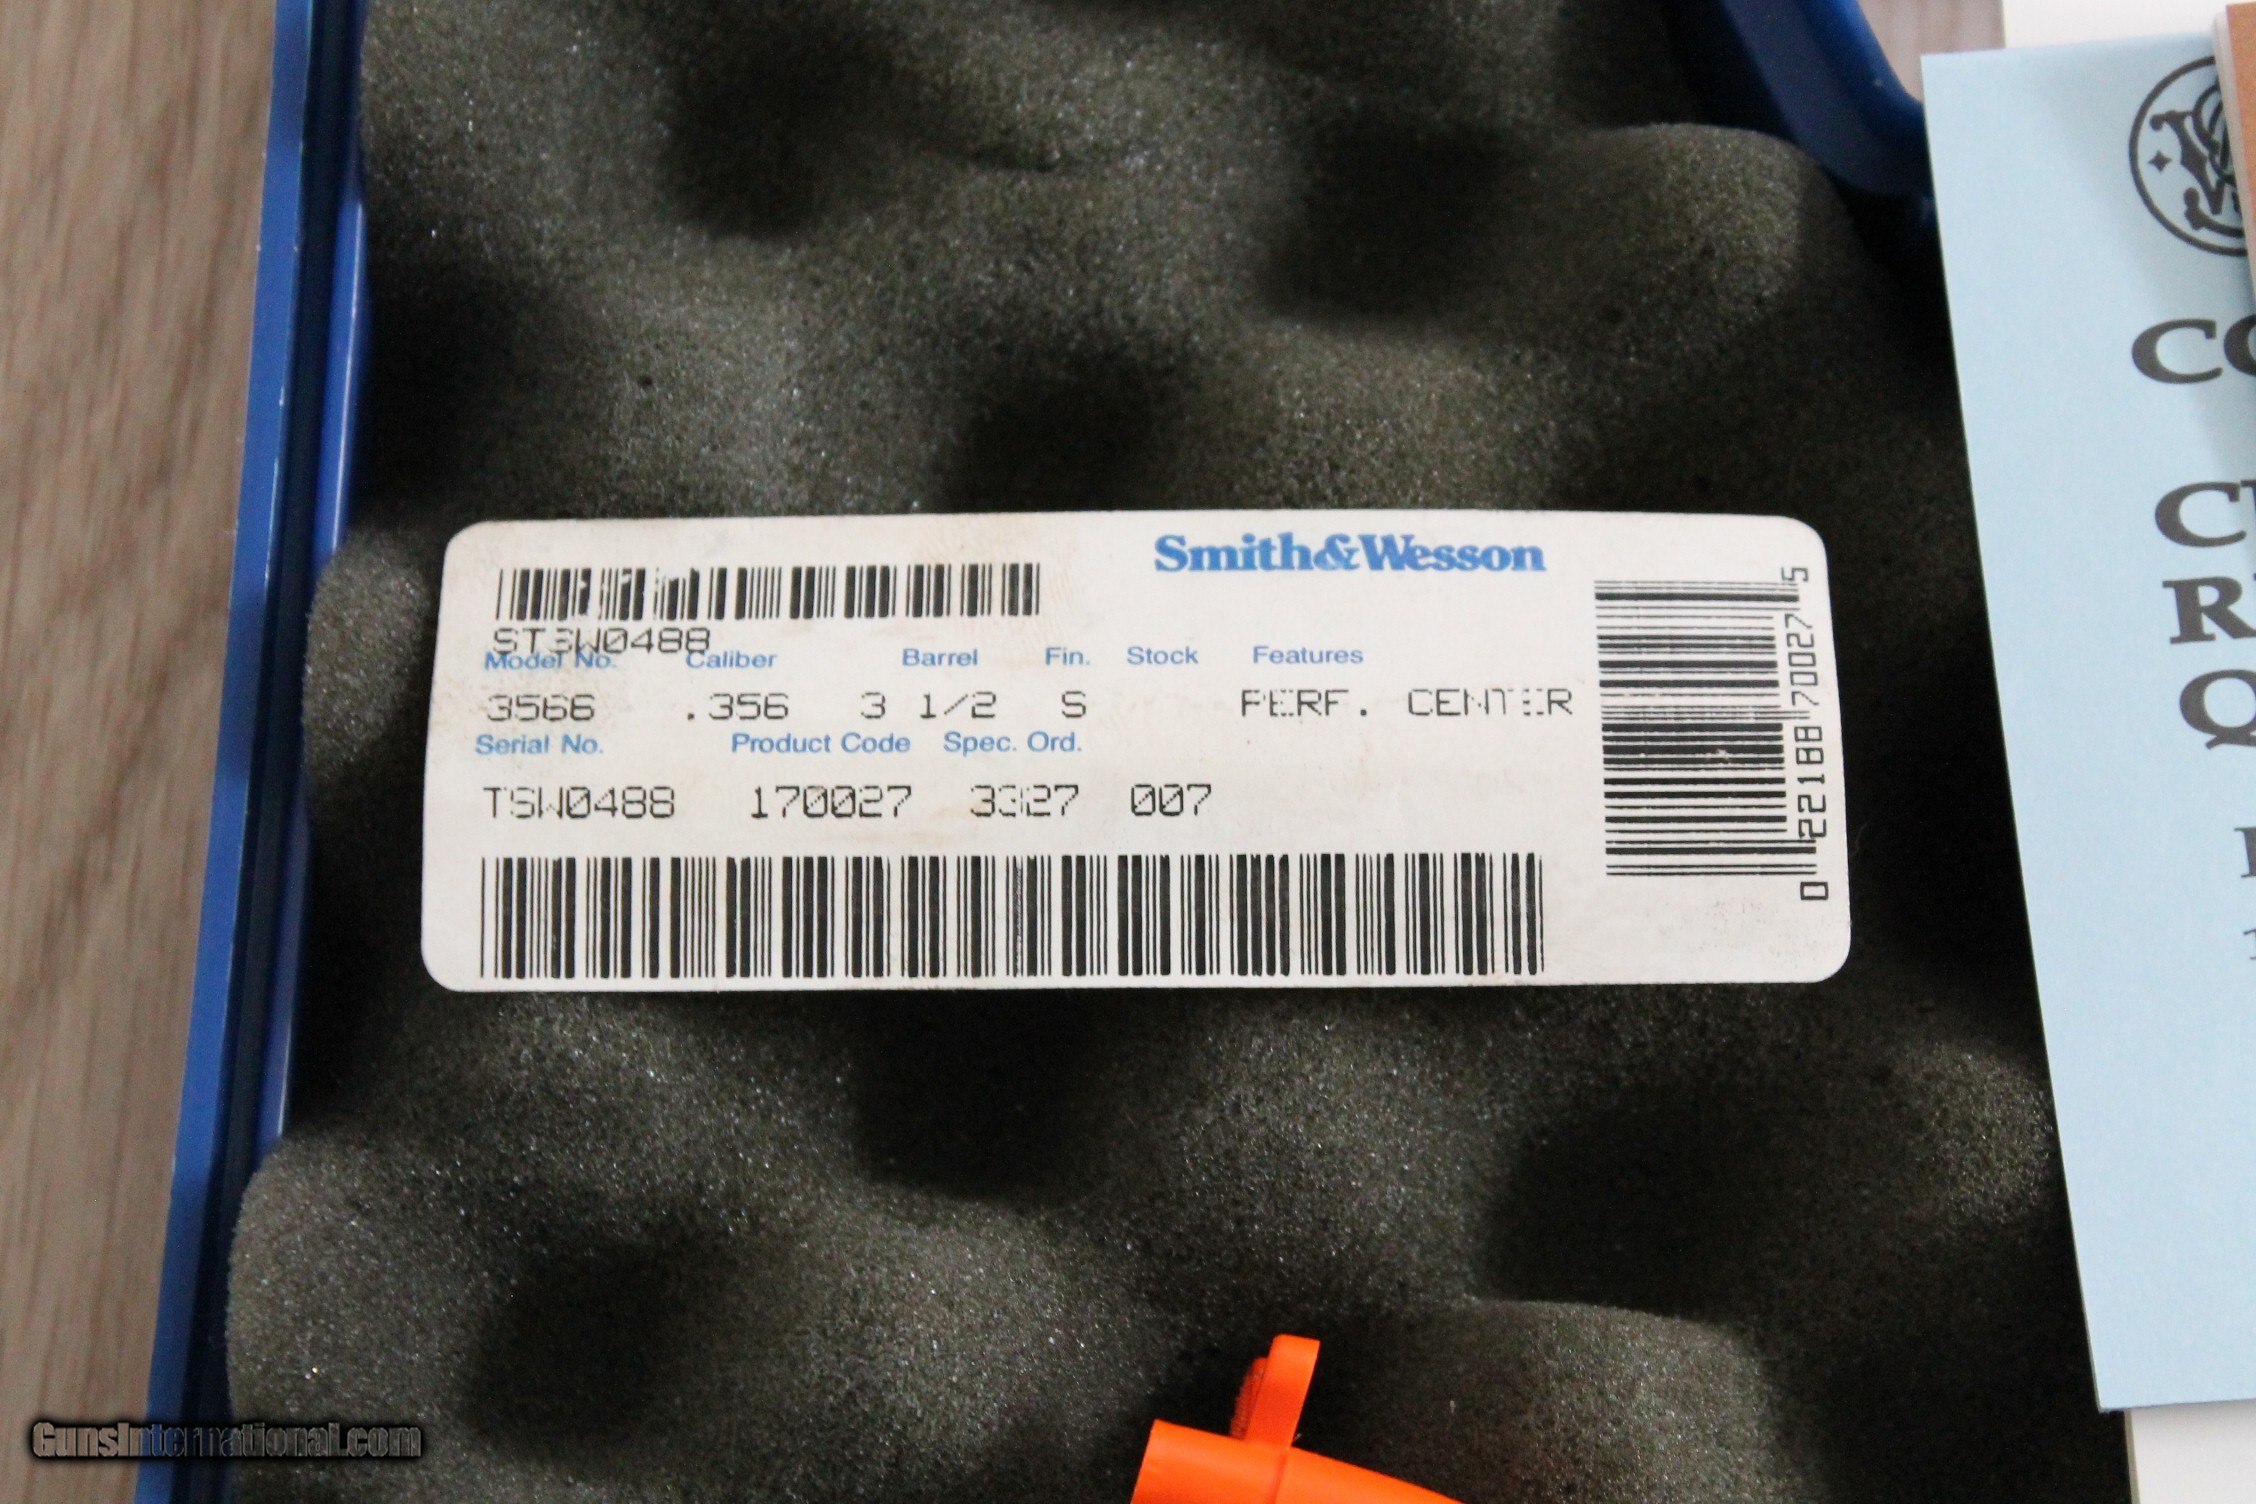 Smith&Wesson
STSW0488
Model No. Caliber Barrel Fin. Stock Features
3566 .356 3 1/2 S PERF. CENTER
Serial No. Product Code Spec. Ord.
TSW0488 170027 3327 007
0 22188 70027 5
GunsInternational.com